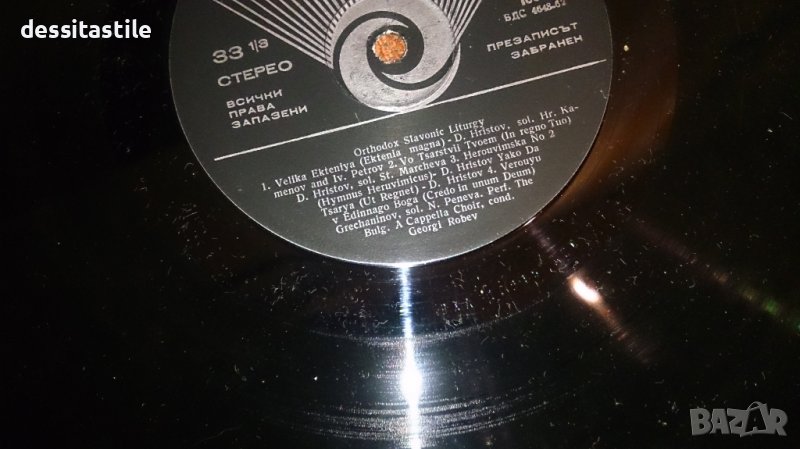 dessitastile
33 1/3
СТЕРЕО
ВСИЧКИ
ПРАВА
ЗАПАЗЕНИ
БДС 4648-62
ПРЕЗАПИСЪТ
ЗАБРАНЕН
Orthodox Slavonic Liturgy
1. Velika Ekteniya (Ektenia magna) - D. Hristov, sol. Hr. Ka-
menov and Iv. Petrov 2. Vo Tsarstvii Tvoem (In regno Tuo)
D. Hristov, sol. St. Marcheva 3. Herouvimska No 2
(Hymnus Heruvimicus) - D. Hristov Yako Da
Tsarya (Ut Regnet) - D. Hristov 4. Verouyu
v Edinnago Boga (Credo in unum Deum)
Grechaninov, sol. N. Peneva. Perf. The
Bulg. A Cappella Choir, cond.
Georgi Robev
BAZAR